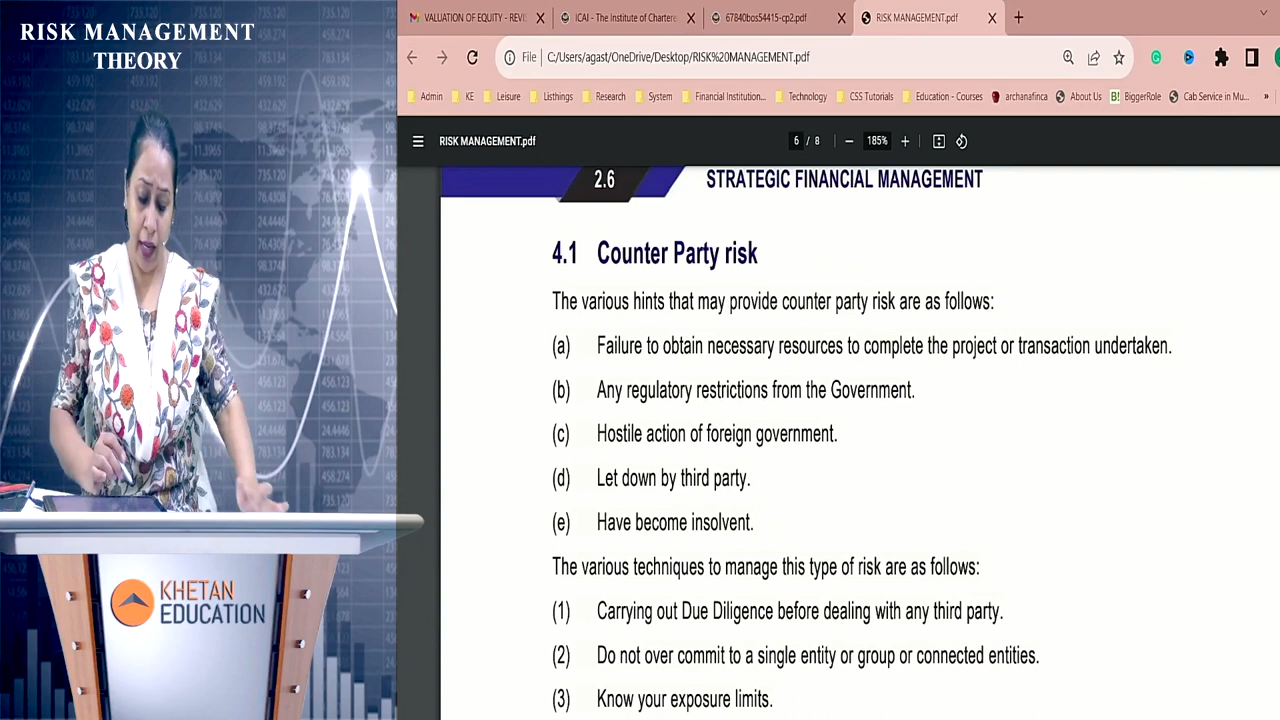 RISK MANAGEMENT
THEORY
KHETAN
EDUCATION
VALUATION OF EQUITY - REVI
ICAI - The Institute of Chartere
67840bos54415-cp2.pdf
RISK MANAGEMENT.pdf
File C:/Users/agast/OneDrive/Desktop/RISK%20MANAGEMENT.pdf
Admin KE Leisure Listhings Research System Financial Institution... Technology CSS Tutorials Education - Courses archanafinca About Us B! BiggerRole Cab Service in Mu... »
RISK MANAGEMENT.pdf 6 / 8 185%
2.6 STRATEGIC FINANCIAL MANAGEMENT
4.1 Counter Party risk
The various hints that may provide counter party risk are as follows:
(a) Failure to obtain necessary resources to complete the project or transaction undertaken.
(b) Any regulatory restrictions from the Government.
(c) Hostile action of foreign government.
(d) Let down by third party.
(e) Have become insolvent.
The various techniques to manage this type of risk are as follows:
(1) Carrying out Due Diligence before dealing with any third party.
(2) Do not over commit to a single entity or group or connected entities.
(3) Know your exposure limits.